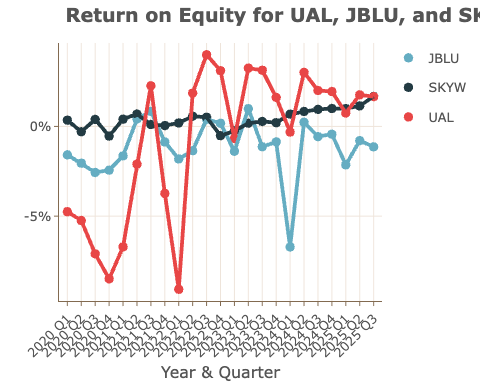 Return on Equity for UAL, JBLU, and SK
JBLU
SKYW
UAL
0%
-5%
2020 Q1
2020 Q2
2020 Q3
2020 Q4
2021 Q1
2021 Q2
2021 Q3
2021 Q4
2022 Q1
2022 Q2
2022 Q3
2022 Q4
2023 Q1
2023 Q2
2023 Q3
2023 Q4
2024 Q1
2024 Q2
2024 Q3
2024 Q4
2025 Q1
2025 Q2
2025 Q3
Year & Quarter